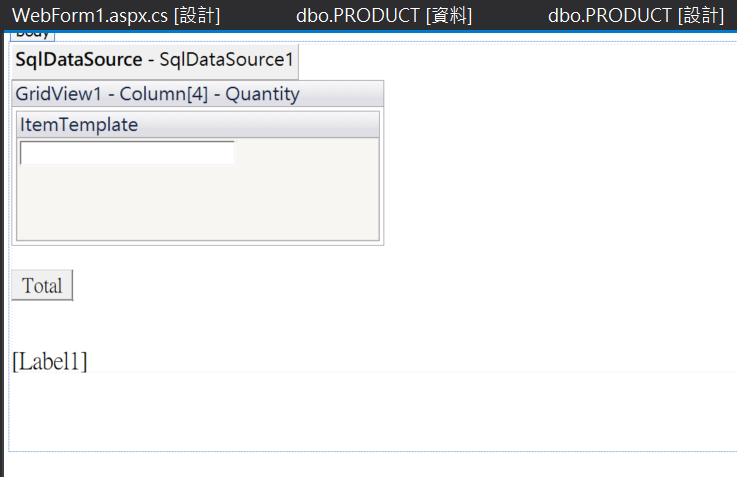 WebForm1.aspx.cs [設計]	dbo.PRODUCT [資料]	dbo.PRODUCT [設計]
body
SqlDataSource - SqlDataSource1
GridView1 - Column[4] - Quantity
ItemTemplate
Total
[Label1]